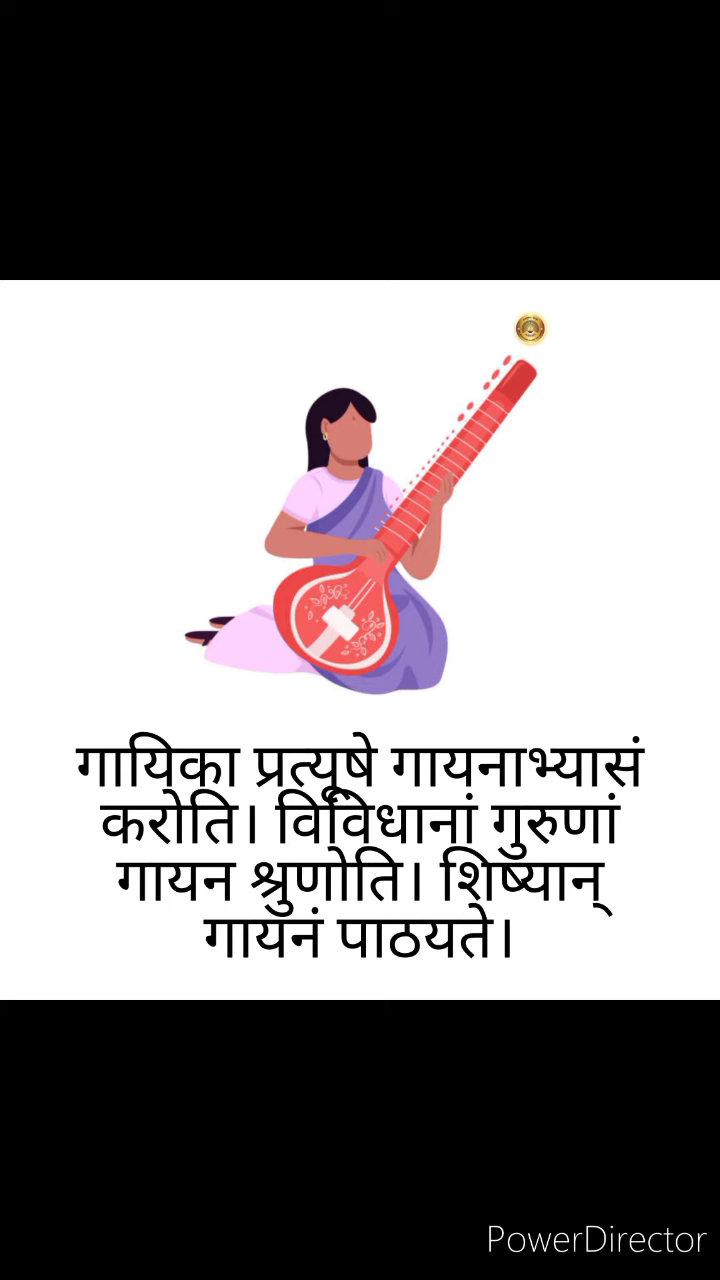 गायिका प्रत्यूषे गायनाभ्यासं
करोति। विविधानां गुरुणां
गायन श्रुणोति। शिष्यान्
गायनं पाठयते।
PowerDirector